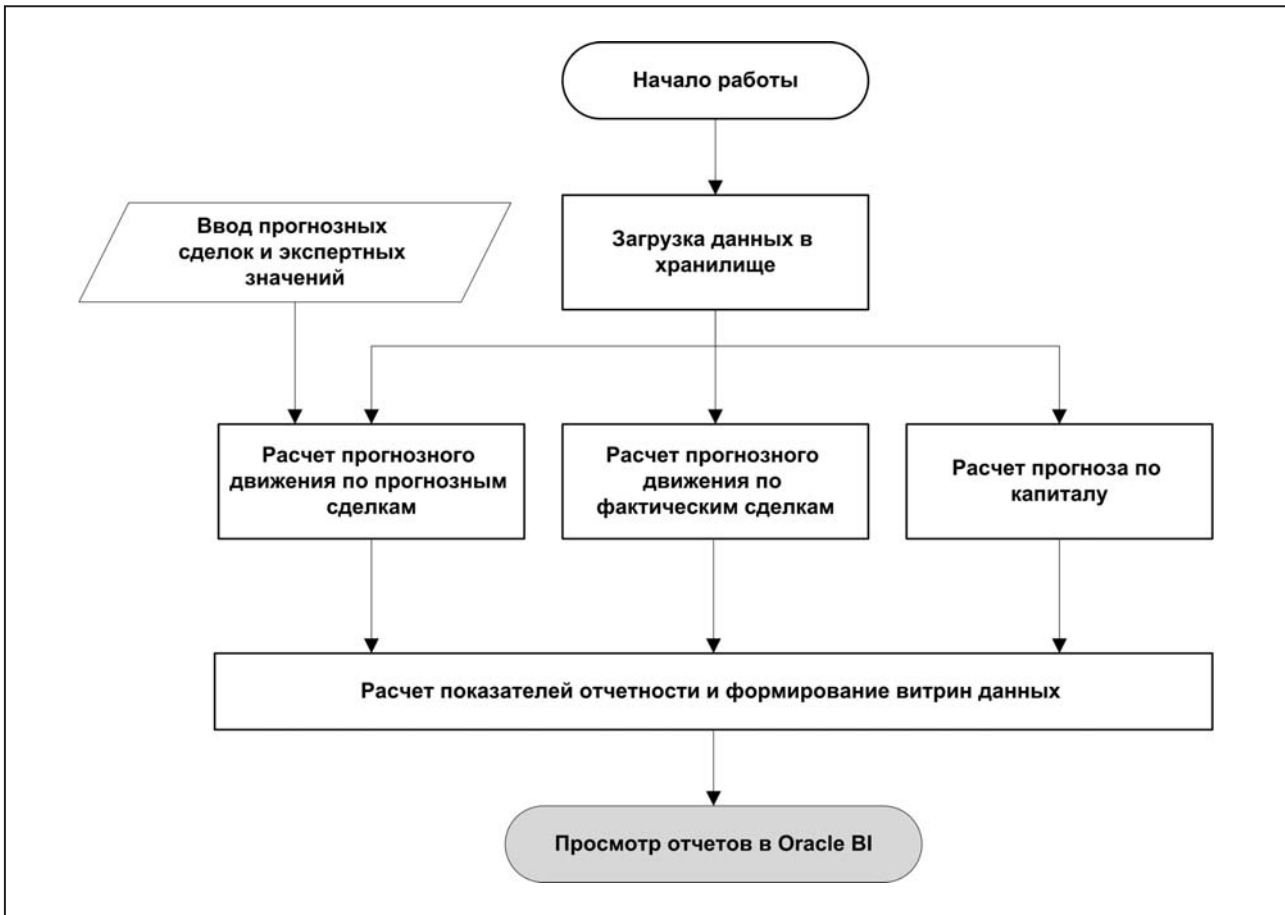 Начало работы
Ввод прогнозных
сделок и экспертных
значений
Загрузка данных в
хранилище
Расчет прогнозного
движения по прогнозным
сделкам
Расчет прогнозного
движения по
фактическим сделкам
Расчет прогноза по
капиталу
Расчет показателей отчетности и формирование витрин данных
Просмотр отчетов в Oracle BI